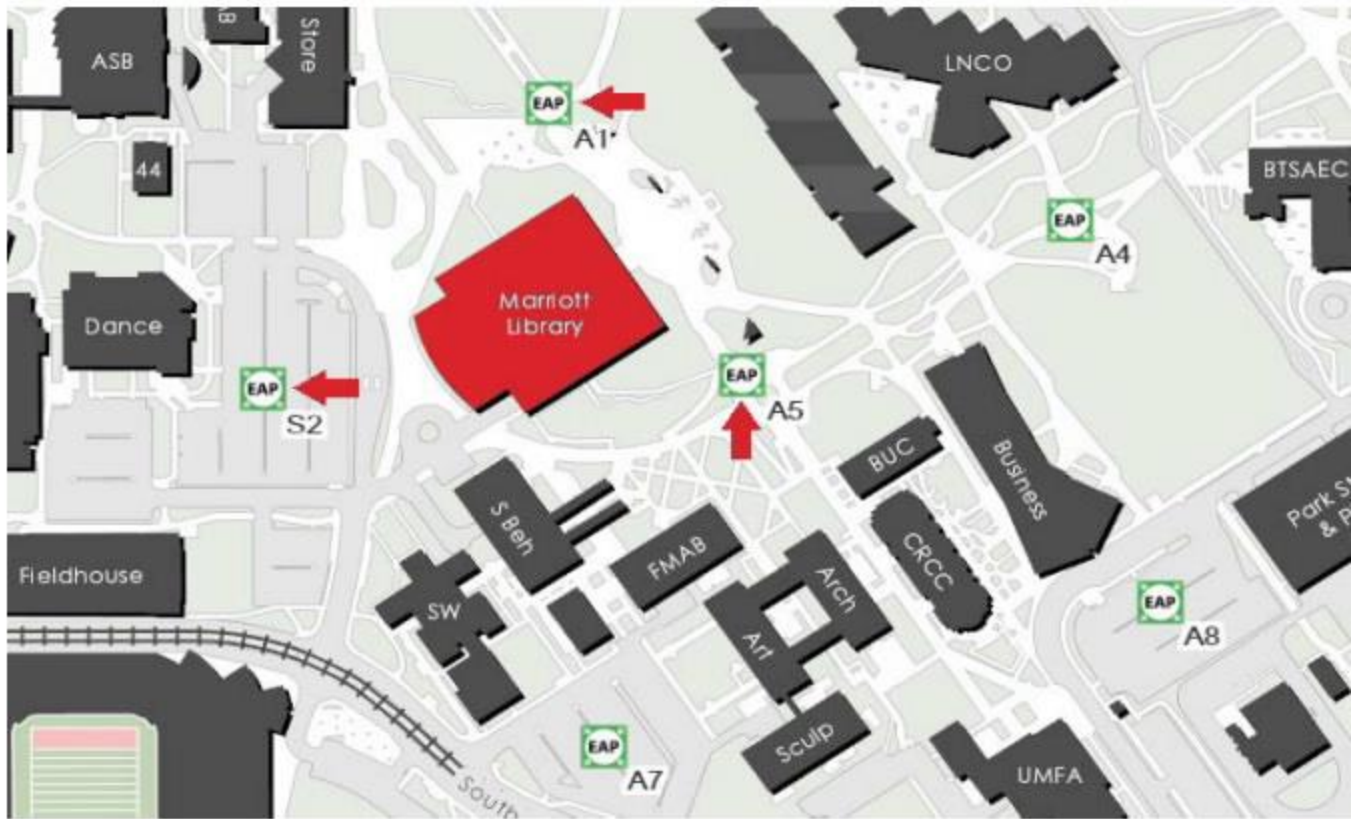 ASB
Store
EAP
A1
LNCO
44
BTSAEC
EAP
A4
Marriott
Library
Dance
EAP
S2
EAP
A5
BUC
Business
S Beh
FMAB
CRCC
Arch
Fieldhouse
SW
Art
EAP
A8
Sculp
EAP
A7
UMFA
South
Park
&